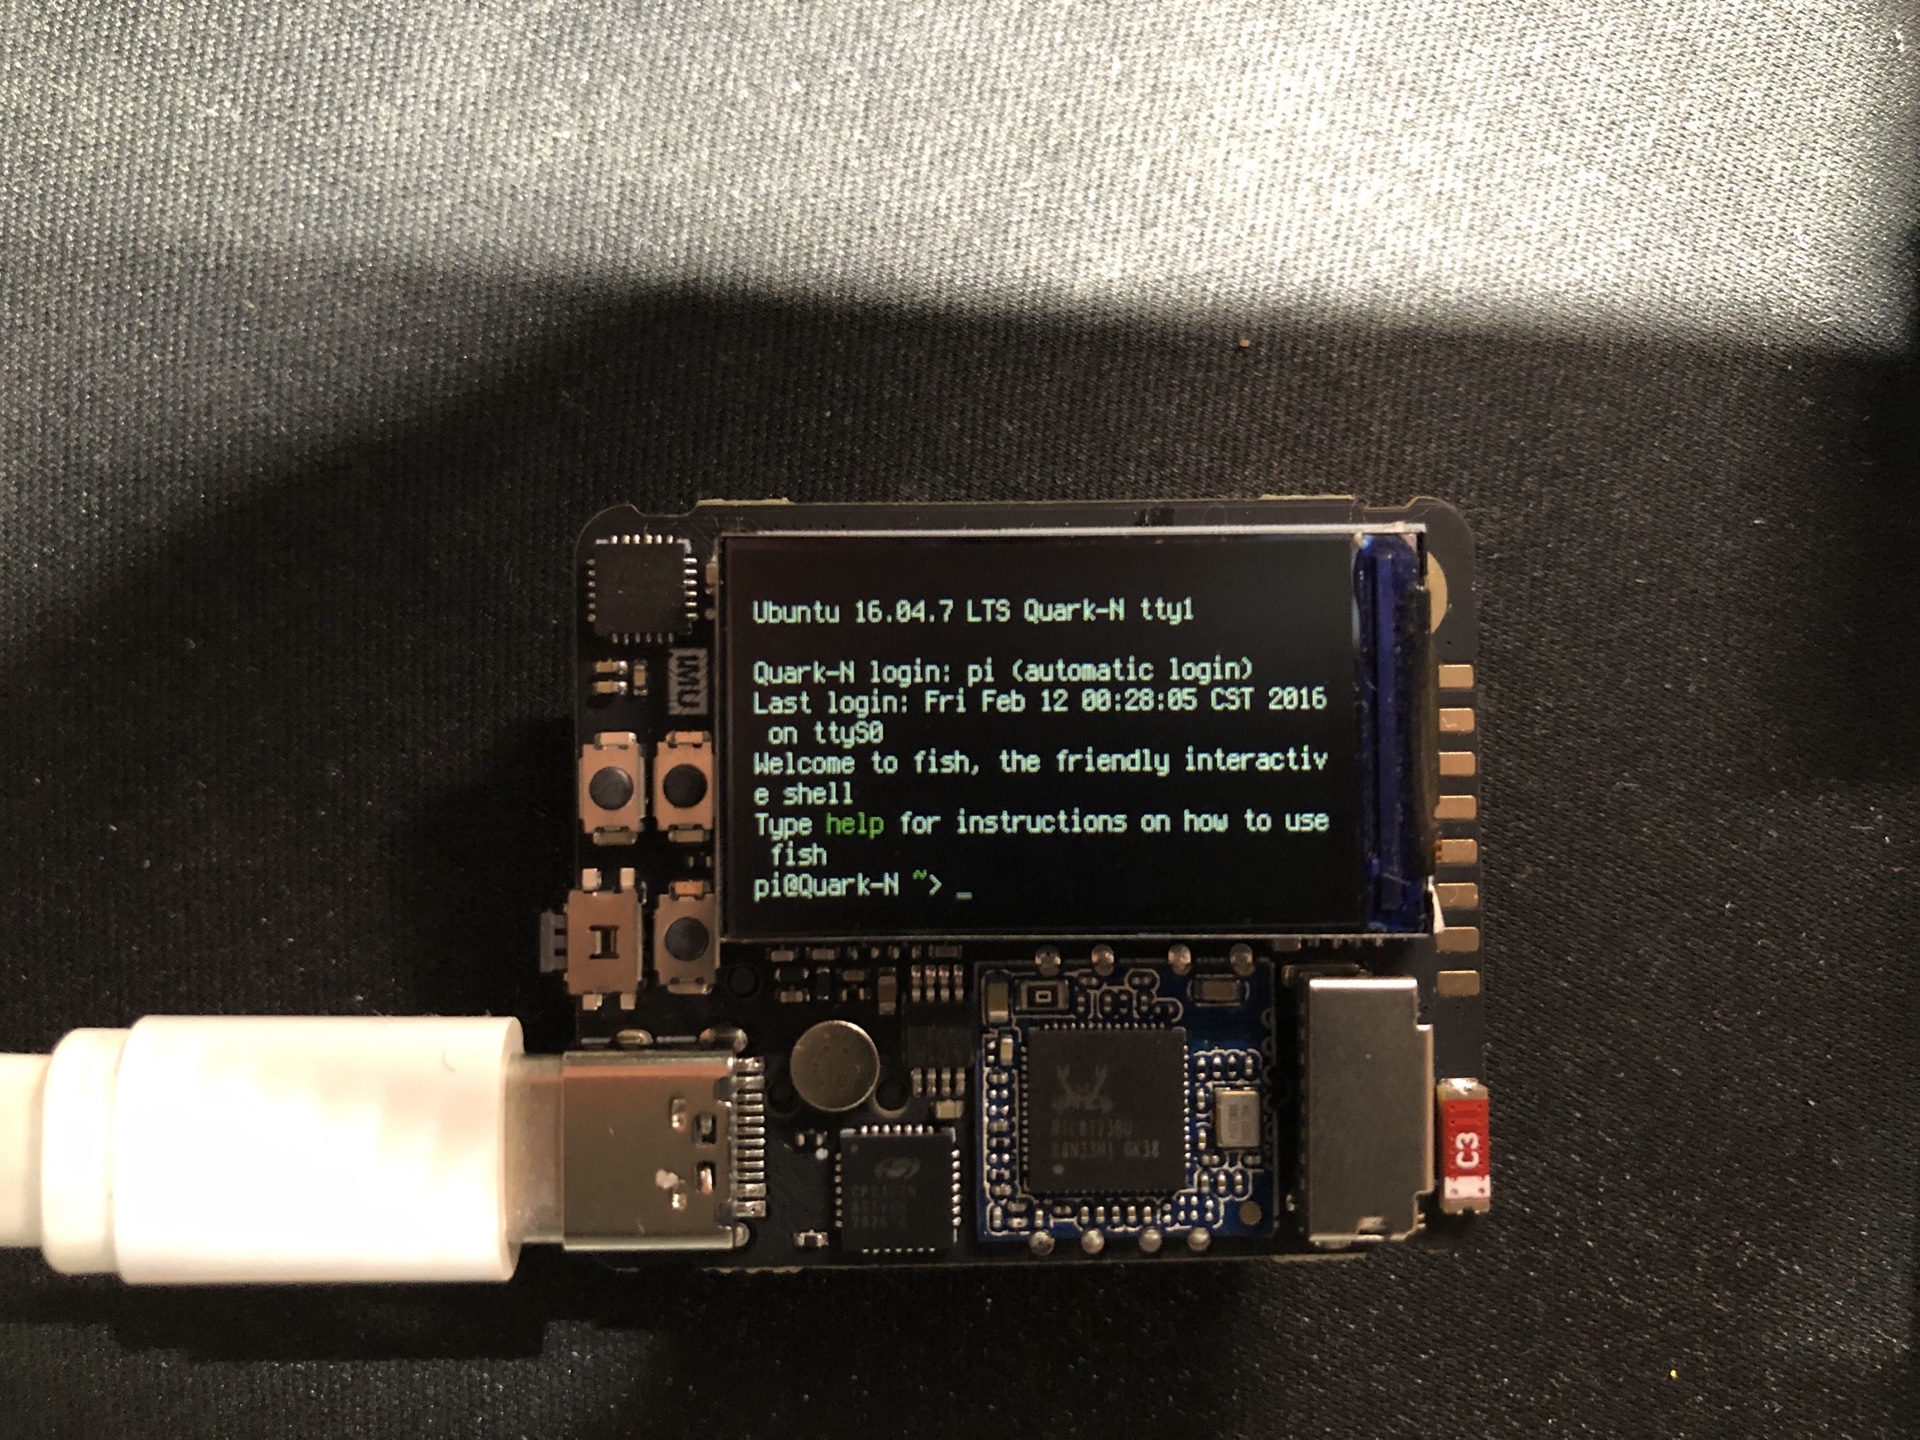 Ubuntu 16.04.7 LTS Quark-N tty1
Quark-N login: pi (automatic login)
Last login: Fri Feb 12 00:28:05 CST 2016
on ttyS0
Welcome to fish, the friendly interactiv
e shell
Type help for instructions on how to use
fish
pi@Quark-N ~> _
IMU
C3